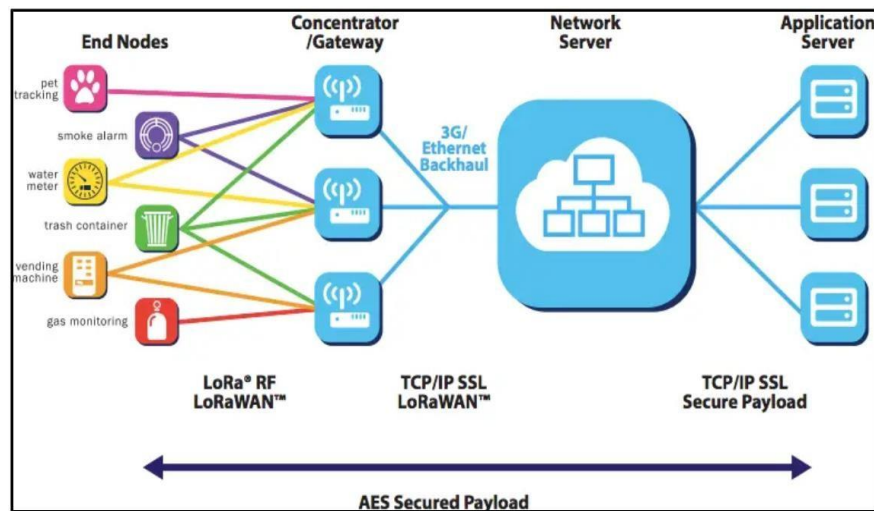 End Nodes
Concentrator
/Gateway
Network
Server
Application
Server
pet
tracking
smoke alarm
water
meter
trash container
vending
machine
gas monitoring
3G/
Ethernet
Backhaul
LoRa® RF
LoRaWAN™
TCP/IP SSL
LoRaWAN™
TCP/IP SSL
Secure Payload
AES Secured Payload